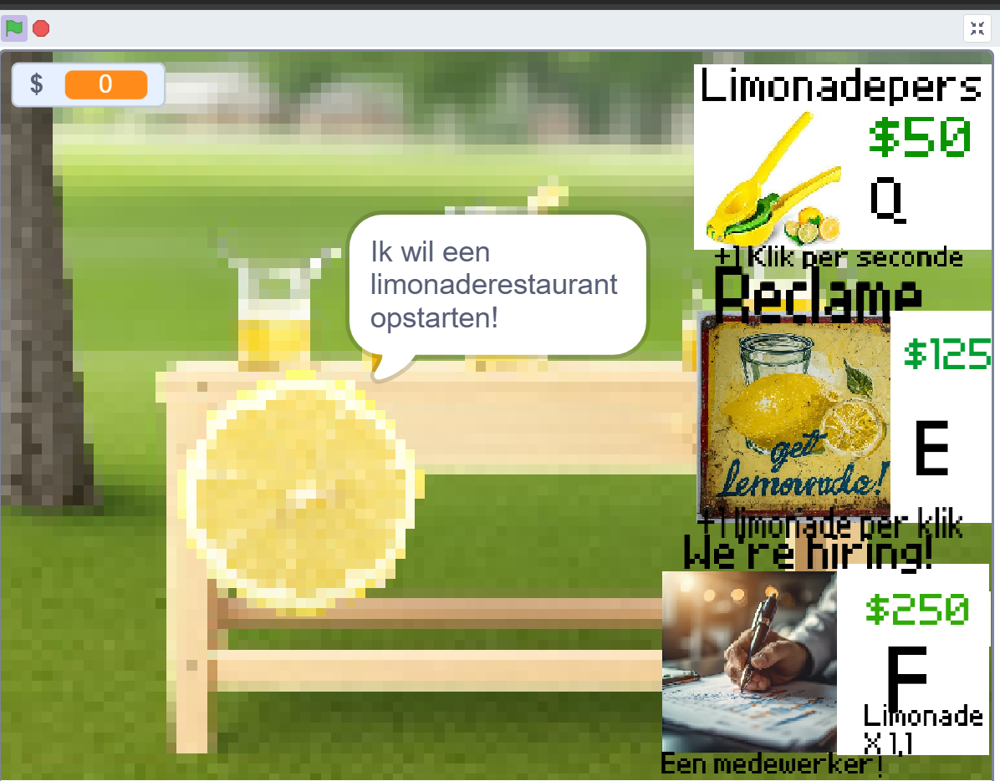 $ 0
Limonadepers
$50
Q
+1 Klik per seconde
Ik wil een
limonaderestaurant
opstarten!
Reclame
$125
get
Lemonade!
E
+1 limonade per klik
We're hiring!
$250
F
Limonade
X 1,1
Een medewerker!